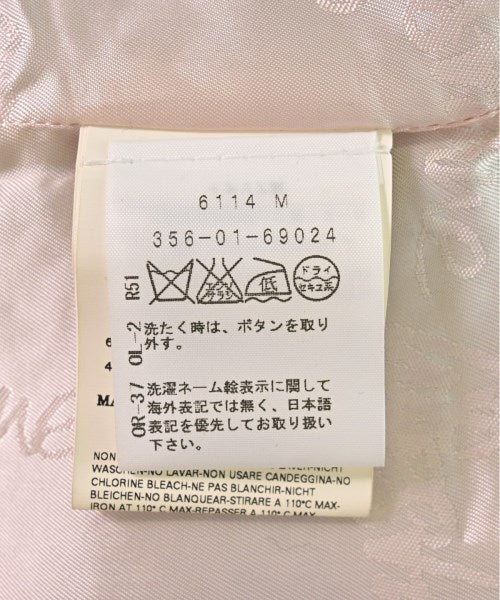 6114 M
356-01-69024
R51
低
ドライ
セキユ系
OL-2
洗たく時は、ボタンを取り
外す。
OR-37
洗濯ネーム絵表示に関して
海外表記では無く、日本語
表記を優先してお取り扱い
下さい。
6
4
MA
NON
WASCHEN-NO LAVAR-NON USARE CANDEGGINA-NO
CHLORINE BLEACH-NE PAS BLANCHIR-NICHT
BLEICHEN-NO BLANQUEAR-STIRARE A 110°C MAX-
IRON AT 110° C MAX-REPASSER A 110° C MAX-